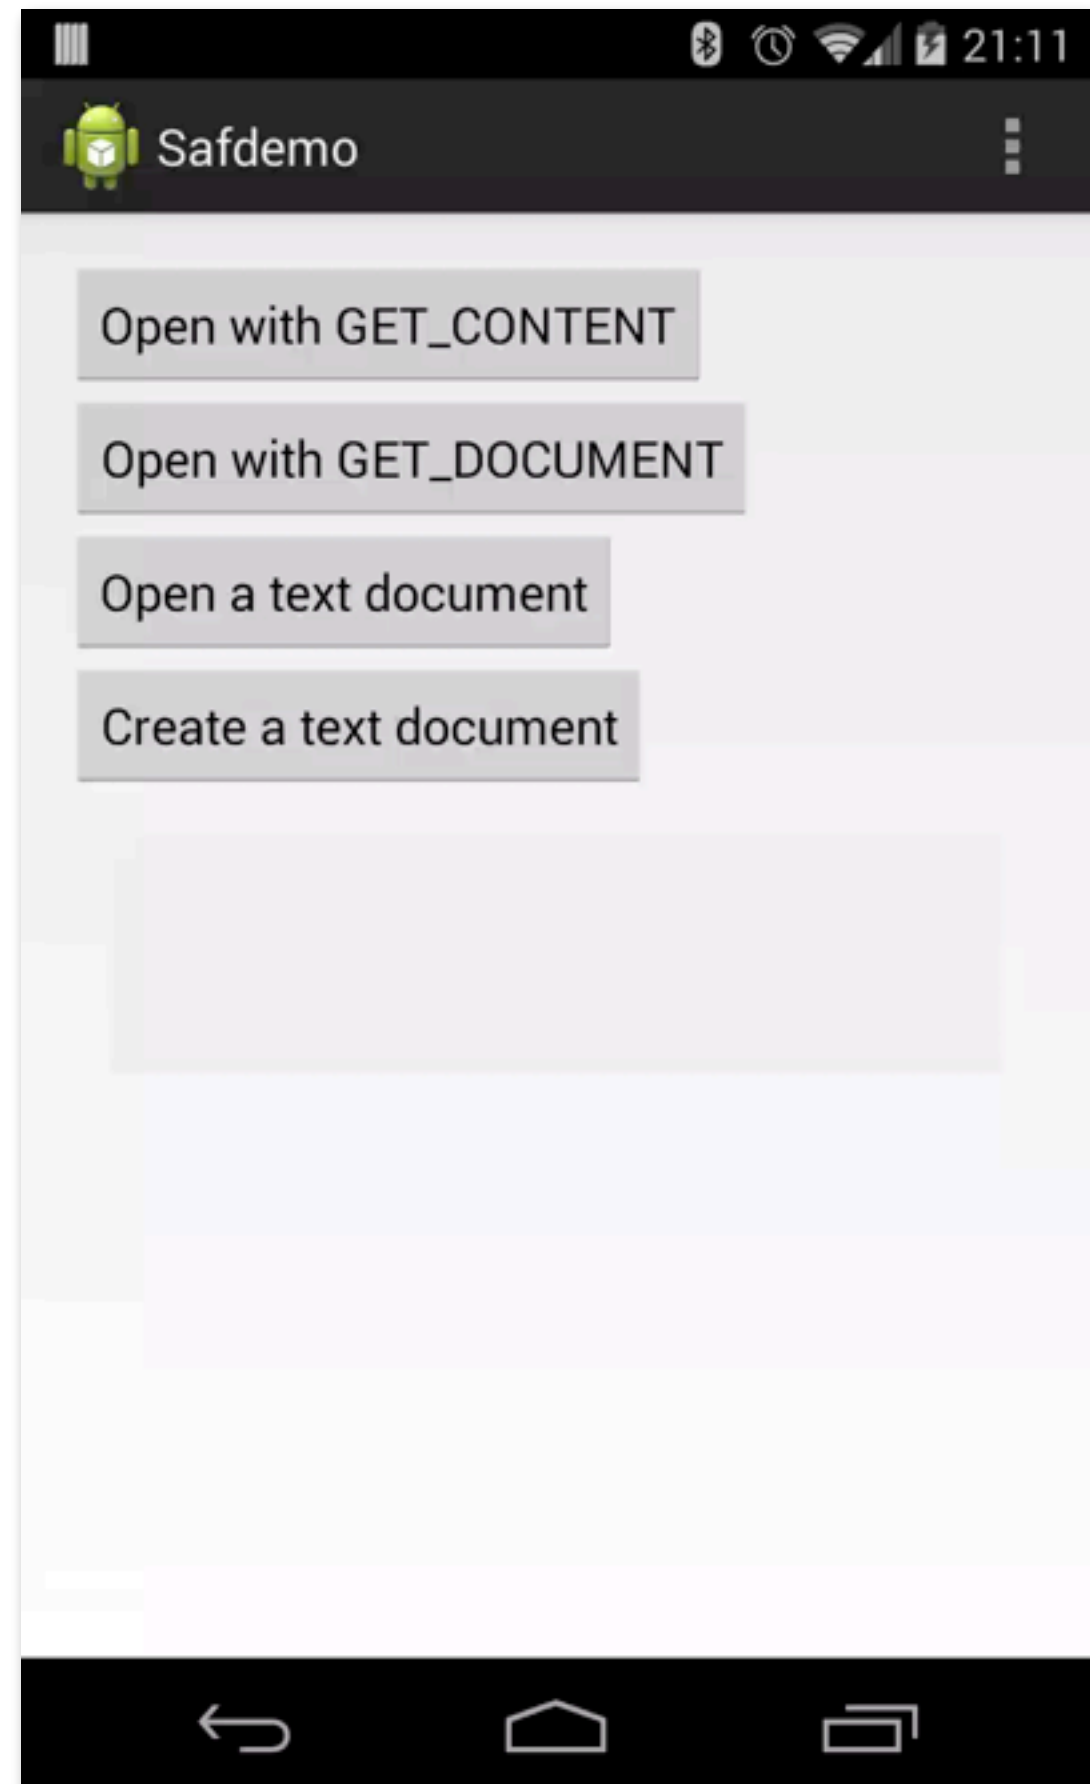 21:11
Safdemo
Open with GET_CONTENT
Open with GET_DOCUMENT
Open a text document
Create a text document